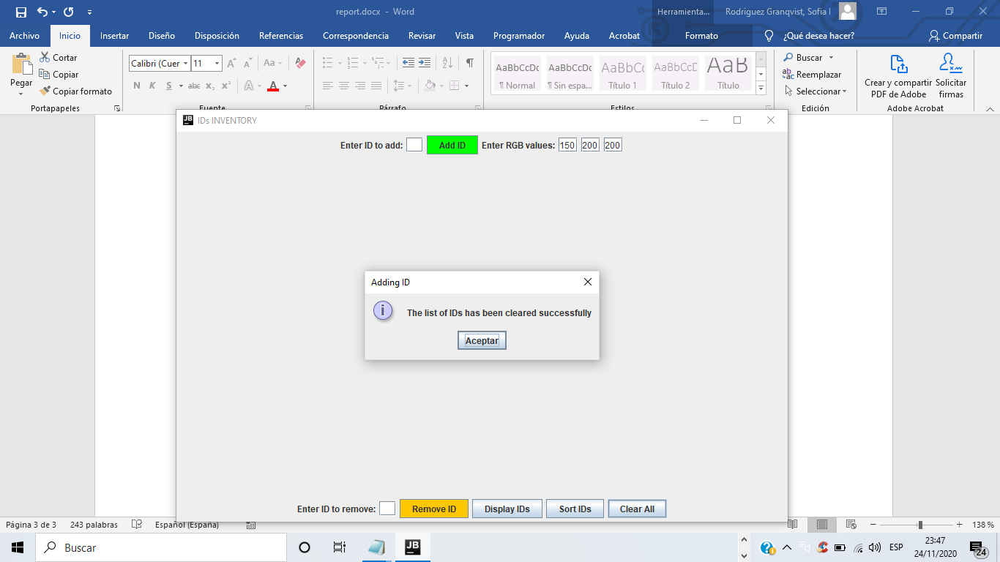 report.docx - Word
Herramienta...
Rodriguez Granqvist, Sofia I
Archivo Inicio Insertar Diseño Disposición Referencias Correspondencia Revisar Vista Programador Ayuda Acrobat Formato ¿Qué desea hacer? Compartir
Pegar
Cortar
Copiar
Copiar formato
Portapapeles
Calibri (Cuer 11
N K S abc x₂ x²
Fuente
Párrafo
AaBbCcDc AaBbCcDc AaBbCc AaBbCcD AaB
¶ Normal ¶ Sin espa... Título 1 Título 2 Título
Estilos
Buscar
Reemplazar
Seleccionar
Edición
Crear y compartir PDF de Adobe
Solicitar firmas
Adobe Acrobat
JB IDs INVENTORY
Enter ID to add: Add ID Enter RGB values: 150 200 200
Adding ID
The list of IDs has been cleared successfully
Aceptar
Enter ID to remove: Remove ID Display IDs Sort IDs Clear All
Página 3 de 3 243 palabras Español (España) 138 %
Buscar
JB
ESP
23:47
24/11/2020
24